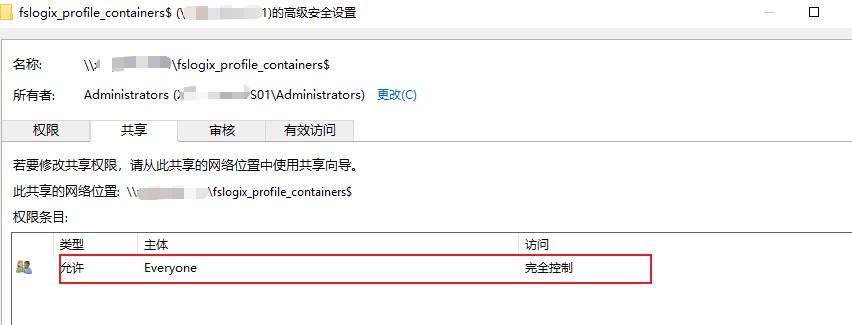 fslogix_profile_containers$ (\ 1)的高级安全设置
名称: \\ \fslogix_profile_containers$
所有者: Administrators ( S01\Administrators) 更改(C)
权限 共享 审核 有效访问
若要修改共享权限，请从此共享的网络位置中使用共享向导。
此共享的网络位置: \\ \fslogix_profile_containers$
权限条目:
类型 主体 访问
允许 Everyone 完全控制